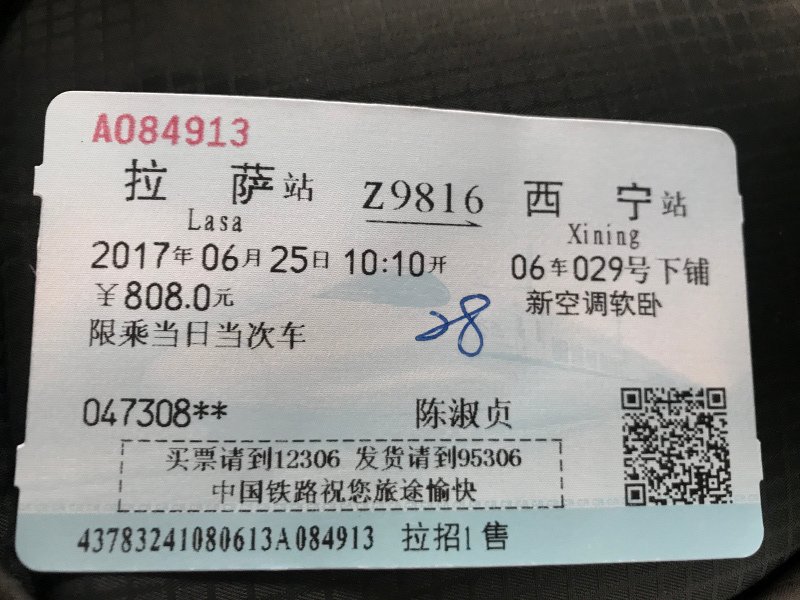 A084913
拉 萨站 Z9816 西 宁站
Lasa Xining
2017年06月25日 10:10开 06车029号下铺
￥808.0元 新空调软卧
限乘当日当次车 28
047308** 陈淑贞
买票请到12306 发货请到95306
中国铁路祝您旅途愉快
43783241080613A084913 拉招1售